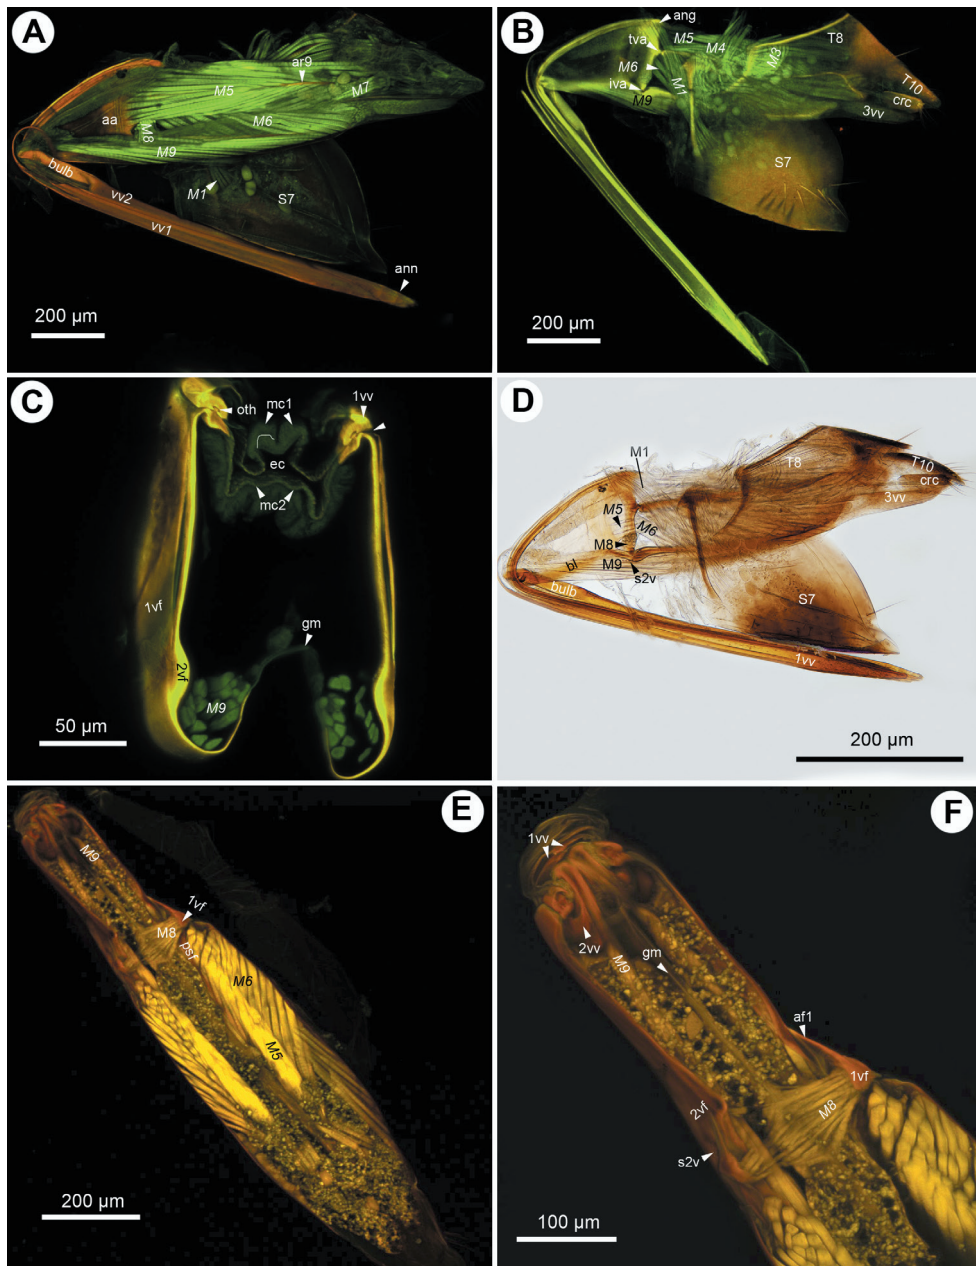 A
ar9
M5
M7
aa
M8
M6
M9
bulb
vv2
M1
S7
vv1
ann
200 µm
B
ang
tva
M5
M4
T8
M6
M3
iva
M1
T10
M9
crc
3vv
S7
200 µm
C
oth
mc1
1vv
ec
mc2
1vf
gm
2vf
M9
50 µm
D
M1
T8
T10
crc
3vv
M5
M6
M8
bl
M9
s2v
bulb
S7
1vv
200 µm
E
M9
1vf
M8
psr
M6
M5
200 µm
F
1vv
2vv
gm
M9
af1
1vf
M8
2vf
s2v
100 µm